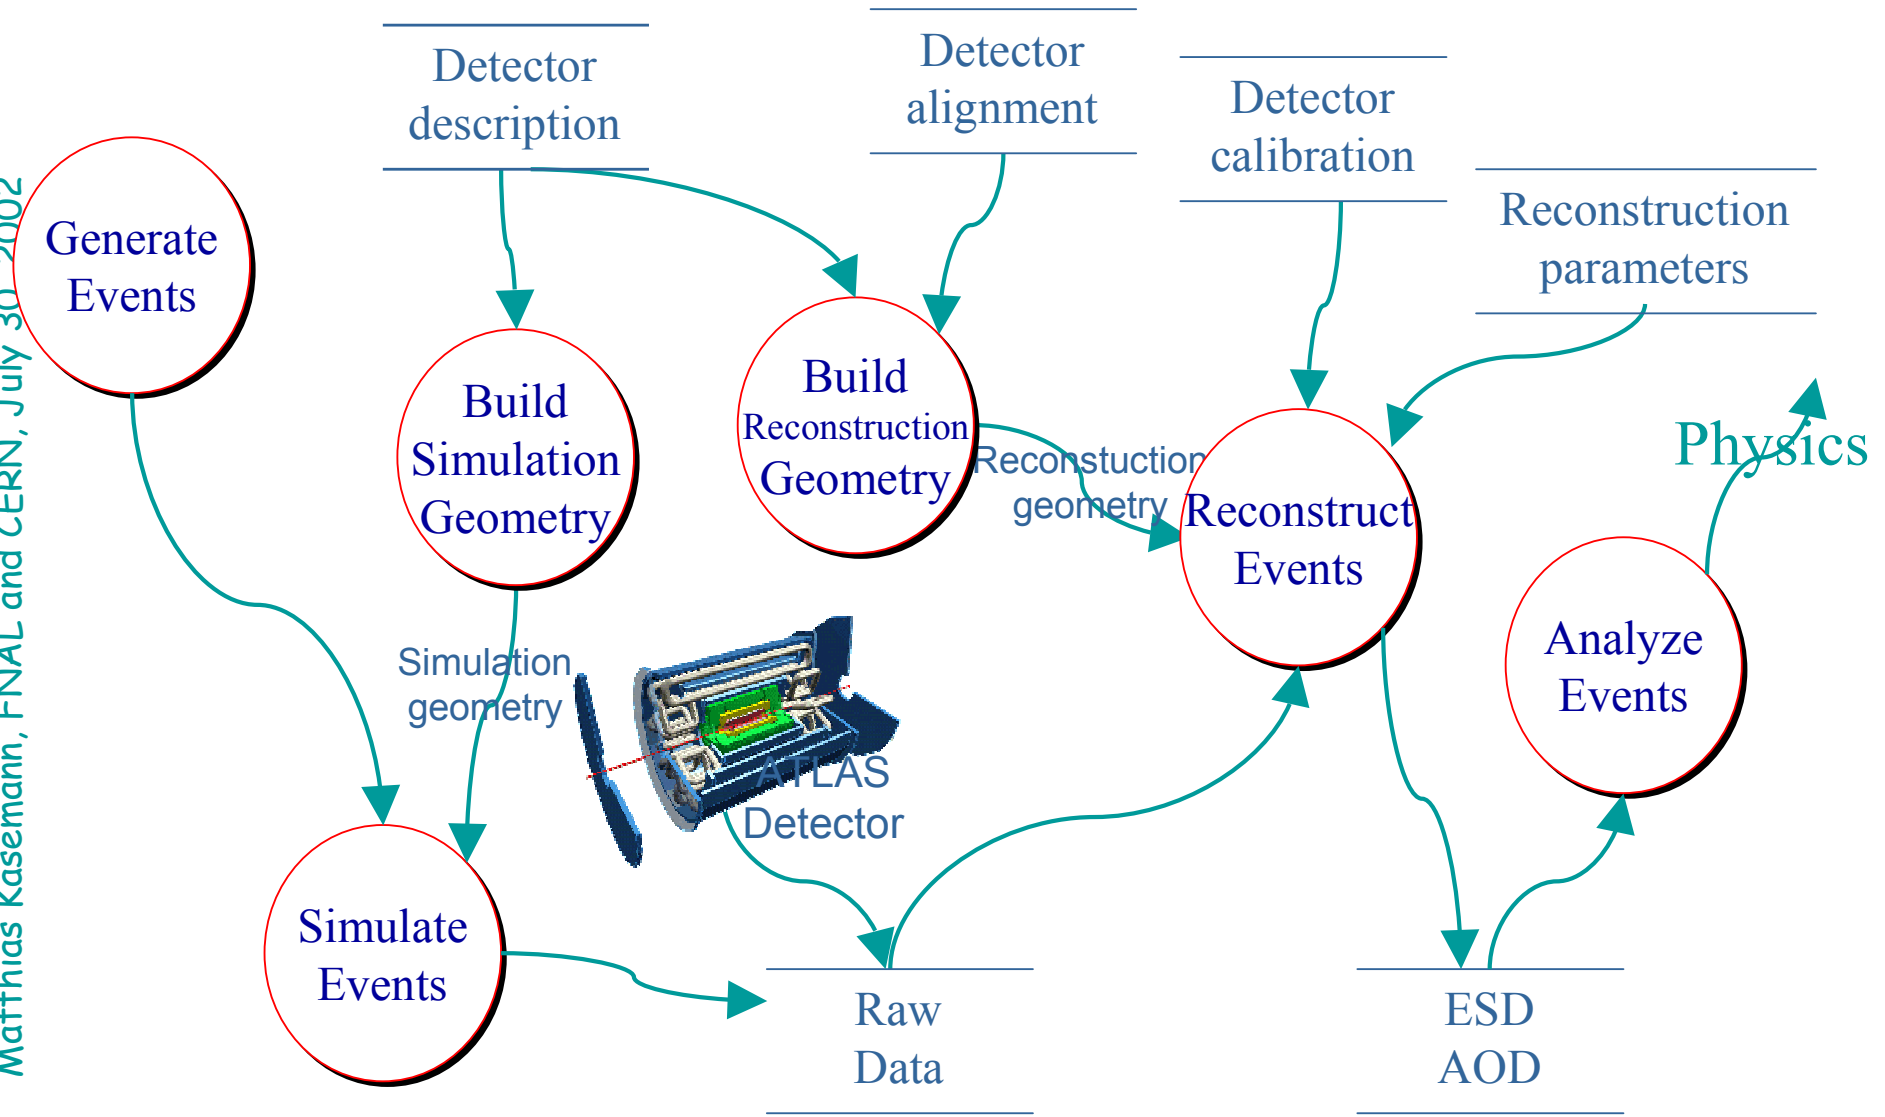 Matthias Kasemann, FNAL and CERN, July 30, 2002
Detector
description
Detector
alignment
Detector
calibration
Reconstruction
parameters
Generate
Events
Build
Simulation
Geometry
Build
Reconstruction
Geometry
Reconstuction
geometry
Reconstruct
Events
Physics
Analyze
Events
Simulation
geometry
ATLAS
Detector
Simulate
Events
Raw
Data
ESD
AOD